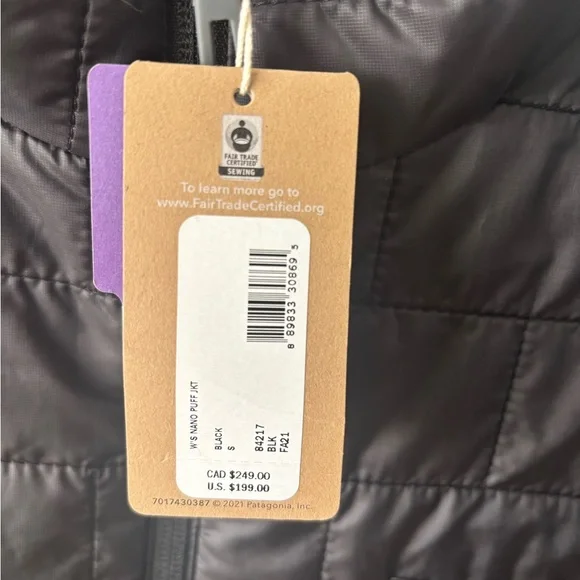 FAIR TRADE
CERTIFIED
SEWING
To learn more go to
www.FairTradeCertified.org
8 89833 30869 5
W'S NANO PUFF JKT
BLACK
S
84217
BLK
FA21
CAD $249.00
U.S. $199.00
7017430387 © 2021 Patagonia, Inc.